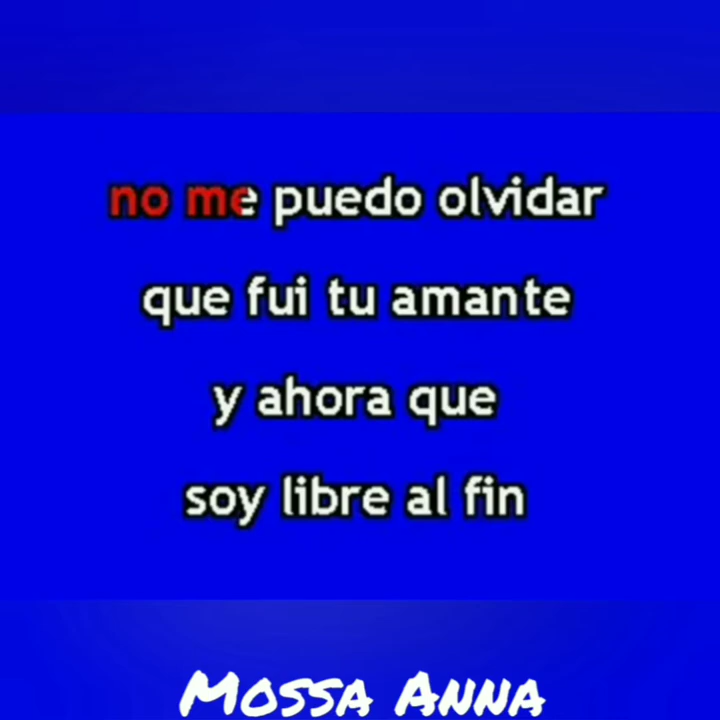 no me puedo olvidar
que fui tu amante
y ahora que
soy libre al fin
MOSSA ANNA